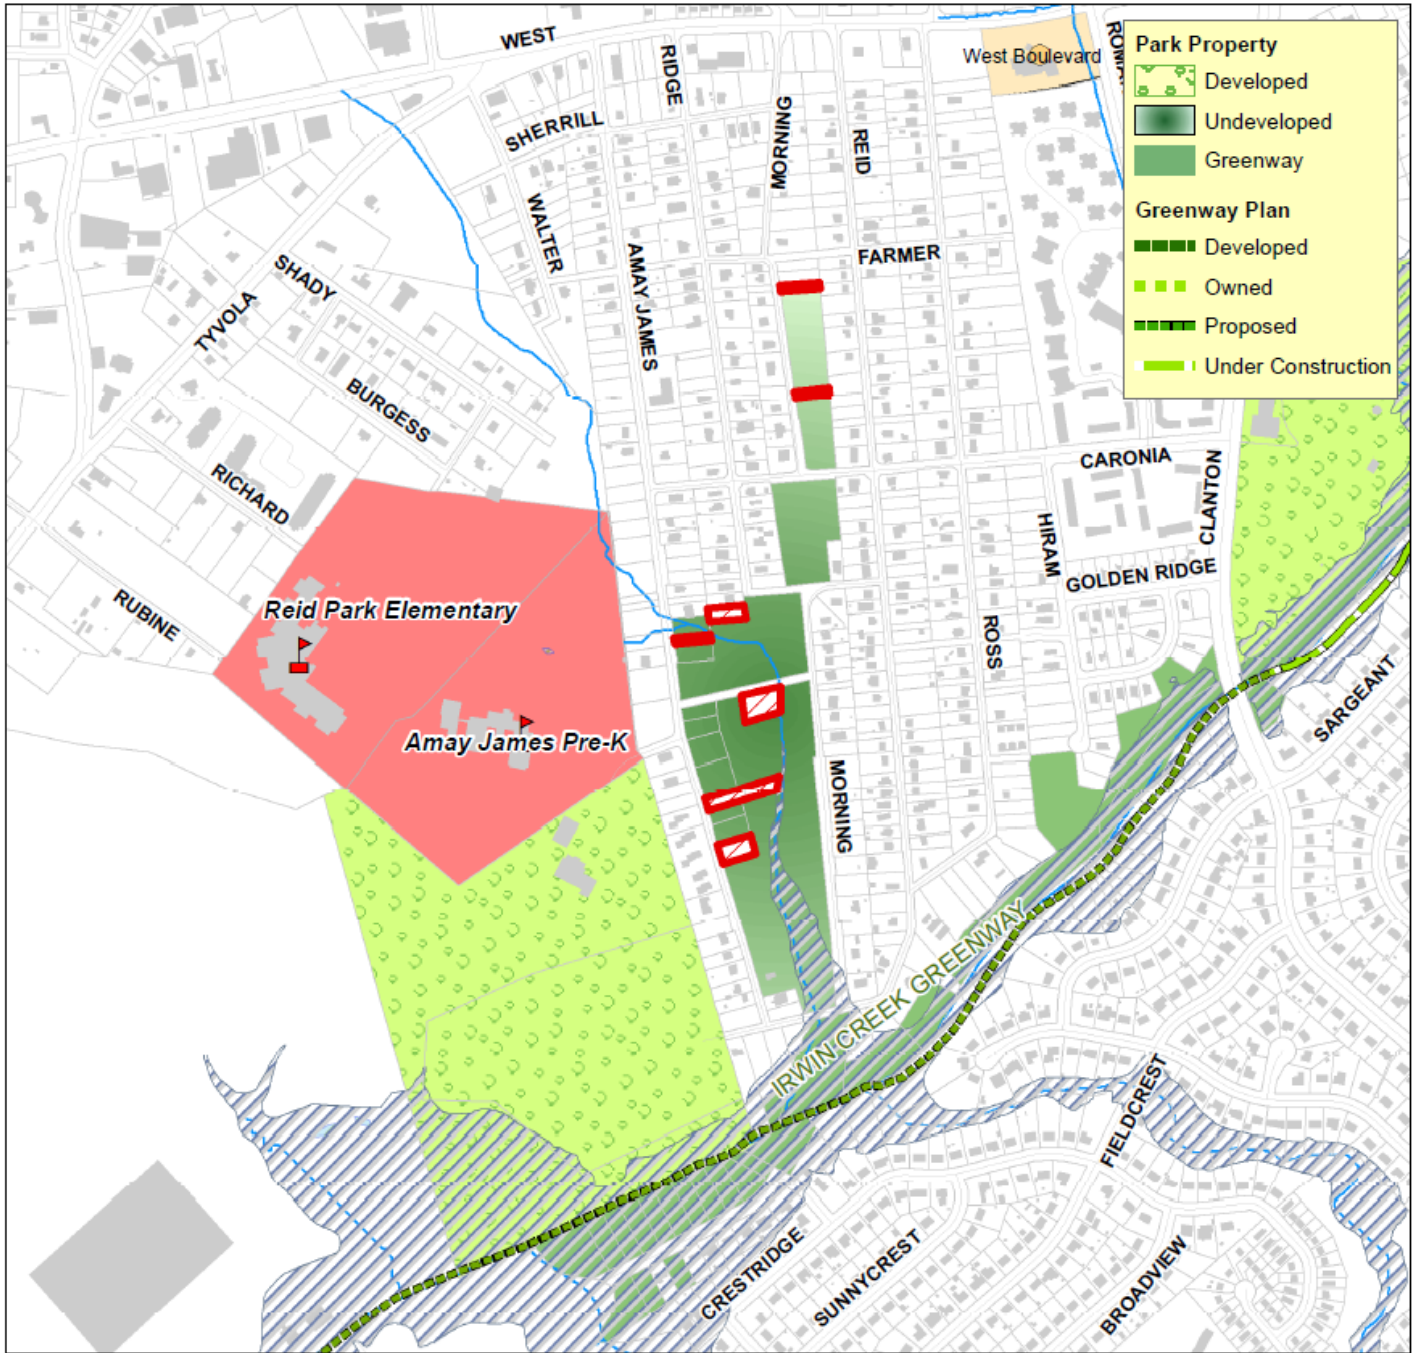 WEST
RIDGE
SHERRILL
MORNING
REID
West Boulevard
Park Property
Developed
Undeveloped
Greenway
Greenway Plan
Developed
Owned
Proposed
Under Construction
WALTER
AMAY JAMES
FARMER
SHADY
TYVOLA
BURGESS
RICHARD
CARONIA
CLANTON
HIRAM
GOLDEN RIDGE
RUBINE
Reid Park Elementary
ROSS
Amay James Pre-K
SARGEANT
MORNING
IRWIN CREEK GREENWAY
FIELDCREST
CRESTRIDGE
SUNNYCREST
BROADVIEW